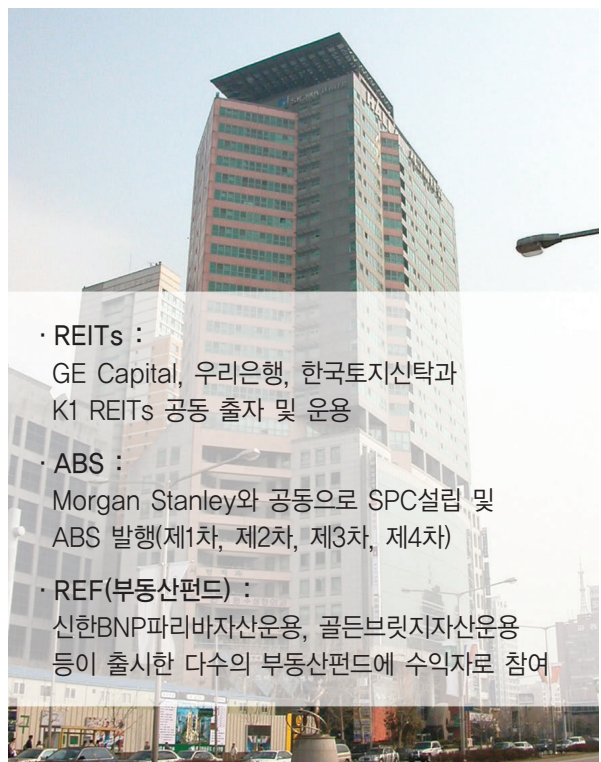 · REITs :
GE Capital, 우리은행, 한국토지신탁과
K1 REITs 공동 출자 및 운용
· ABS :
Morgan Stanley와 공동으로 SPC설립 및
ABS 발행(제1차, 제2차, 제3차, 제4차)
· REF(부동산펀드) :
신한BNP파리바자산운용, 골든브릿지자산운용
등이 출시한 다수의 부동산펀드에 수익자로 참여